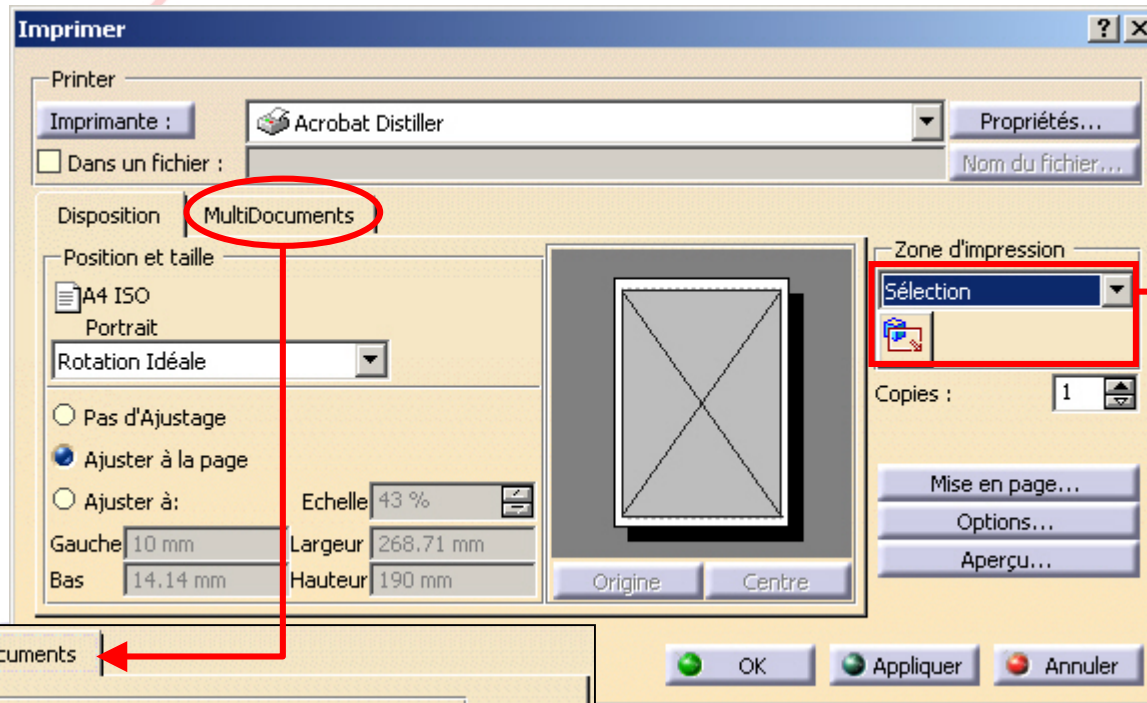 Imprimer
Printer
Imprimante :
Acrobat Distiller
Propriétés...
Dans un fichier :
Nom du fichier...
Disposition
MultiDocuments
Position et taille
A4 ISO
Portrait
Rotation Idéale
Pas d'Ajustage
Ajuster à la page
Ajuster à:
Echelle 43 %
Gauche 10 mm
Largeur 268.71 mm
Bas 14.14 mm
Hauteur 190 mm
Origine
Centre
Zone d'impression
Sélection
Copies : 1
Mise en page...
Options...
Aperçu...
OK
Appliquer
Annuler
cuments